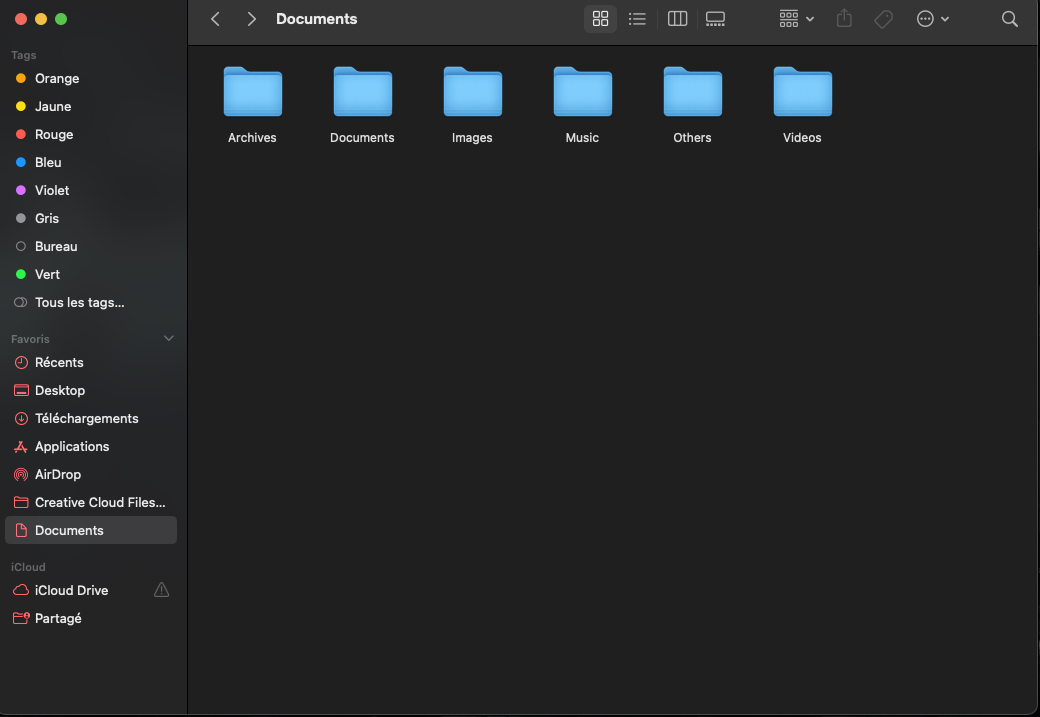 Documents
Tags
Orange
Jaune
Rouge
Bleu
Violet
Gris
Bureau
Vert
Tous les tags...
Favoris
Récents
Desktop
Téléchargements
Applications
AirDrop
Creative Cloud Files...
Documents
iCloud
iCloud Drive
Partagé
Archives
Documents
Images
Music
Others
Videos